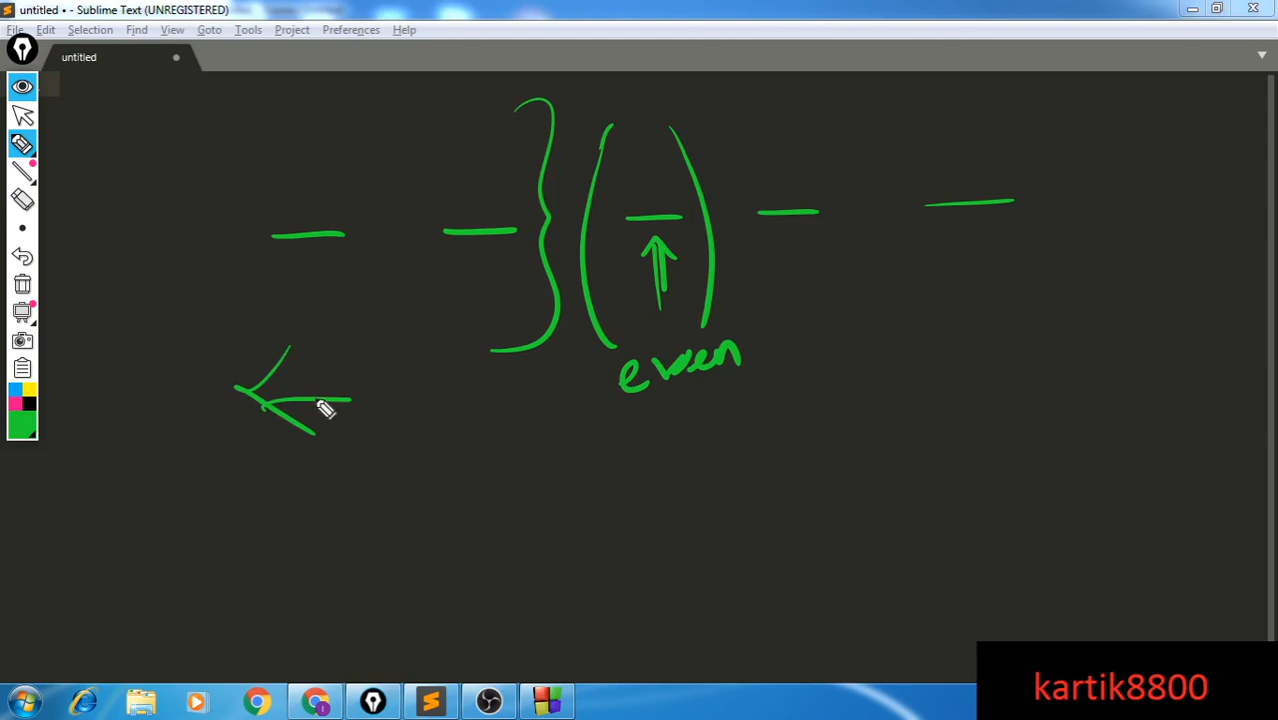 untitled • - Sublime Text (UNREGISTERED)
File Edit Selection Find View Goto Tools Project Preferences Help
untitled
even
kartik8800